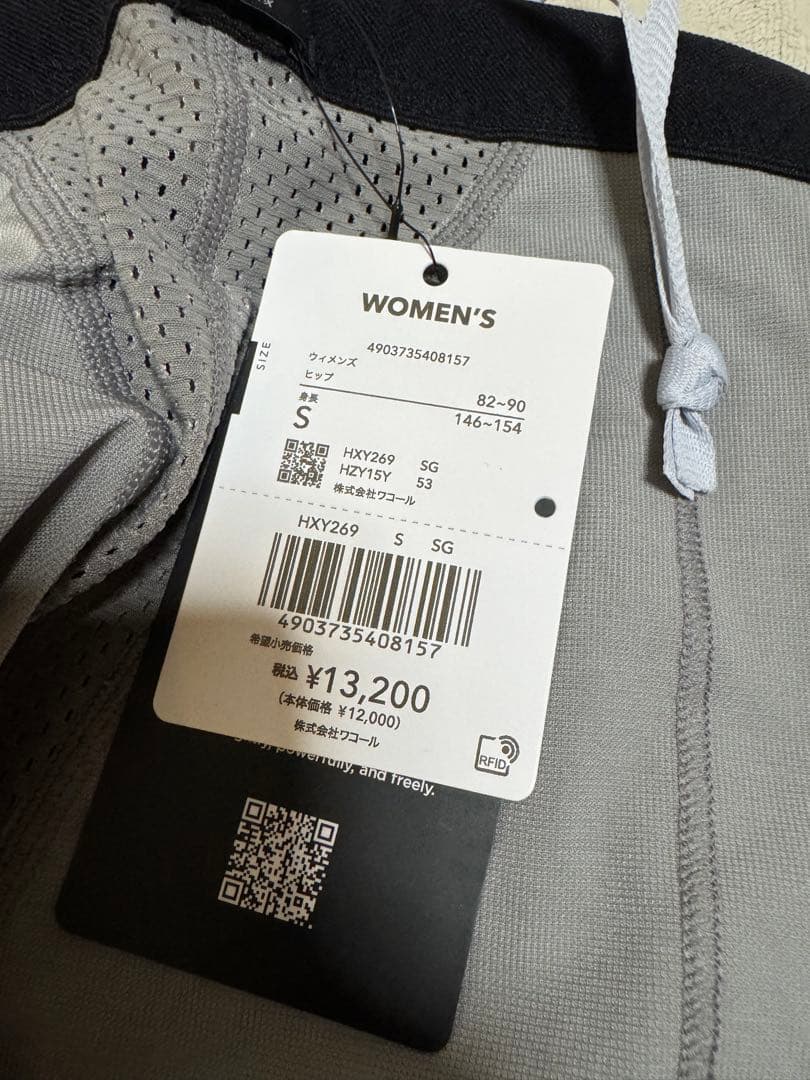 WOMEN'S
4903735408157
SIZE
ウィメンズ
ヒップ 82~90
身長 146~154
S
HXY269 SG
HZY15Y 53
株式会社ワコール
HXY269 S SG
4903735408157
希望小売価格
税込 ¥13,200
(本体価格 ¥12,000)
株式会社ワコール
RFID
powerfully, and freely.